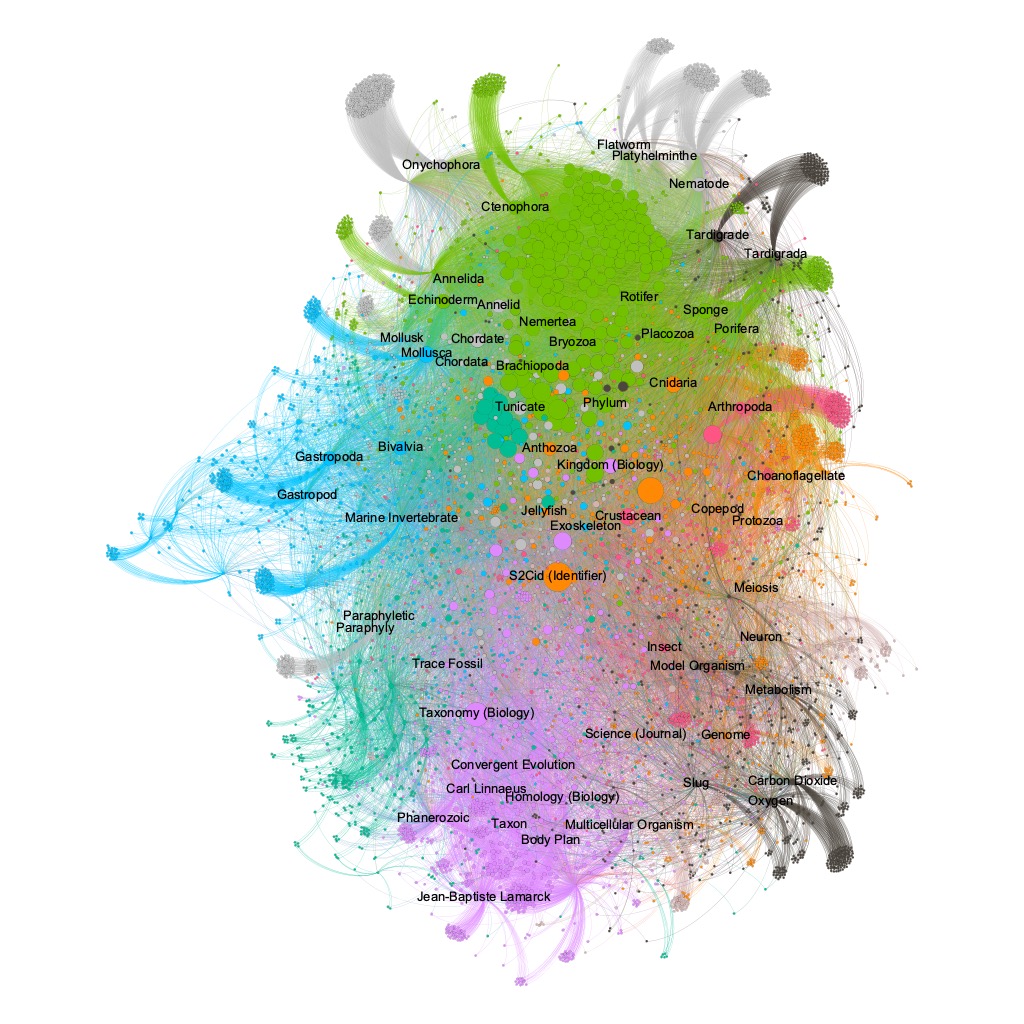 Flatworm
Platyhelminthe
Onychophora
Nematode
Ctenophora
Tardigrade
Tardigrada
Annelida
Echinoderm
Annelid
Rotifer
Sponge
Nemertea
Porifera
Placozoa
Mollusk
Chordate
Bryozoa
Mollusca
Chordata
Brachiopoda
Cnidaria
Tunicate
Phylum
Arthropoda
Bivalvia
Anthozoa
Gastropoda
Kingdom (Biology)
Choanoflagellate
Gastropod
Jellyfish
Copepod
Marine Invertebrate
Crustacean
Exoskeleton
Protozoa
S2Cid (Identifier)
Meiosis
Paraphyletic
Paraphyly
Neuron
Insect
Trace Fossil
Model Organism
Metabolism
Taxonomy (Biology)
Science (Journal)
Genome
Convergent Evolution
Slug
Carbon Dioxide
Carl Linnaeus
Homology (Biology)
Oxygen
Phanerozoic
Taxon
Multicellular Organism
Body Plan
Jean-Baptiste Lamarck